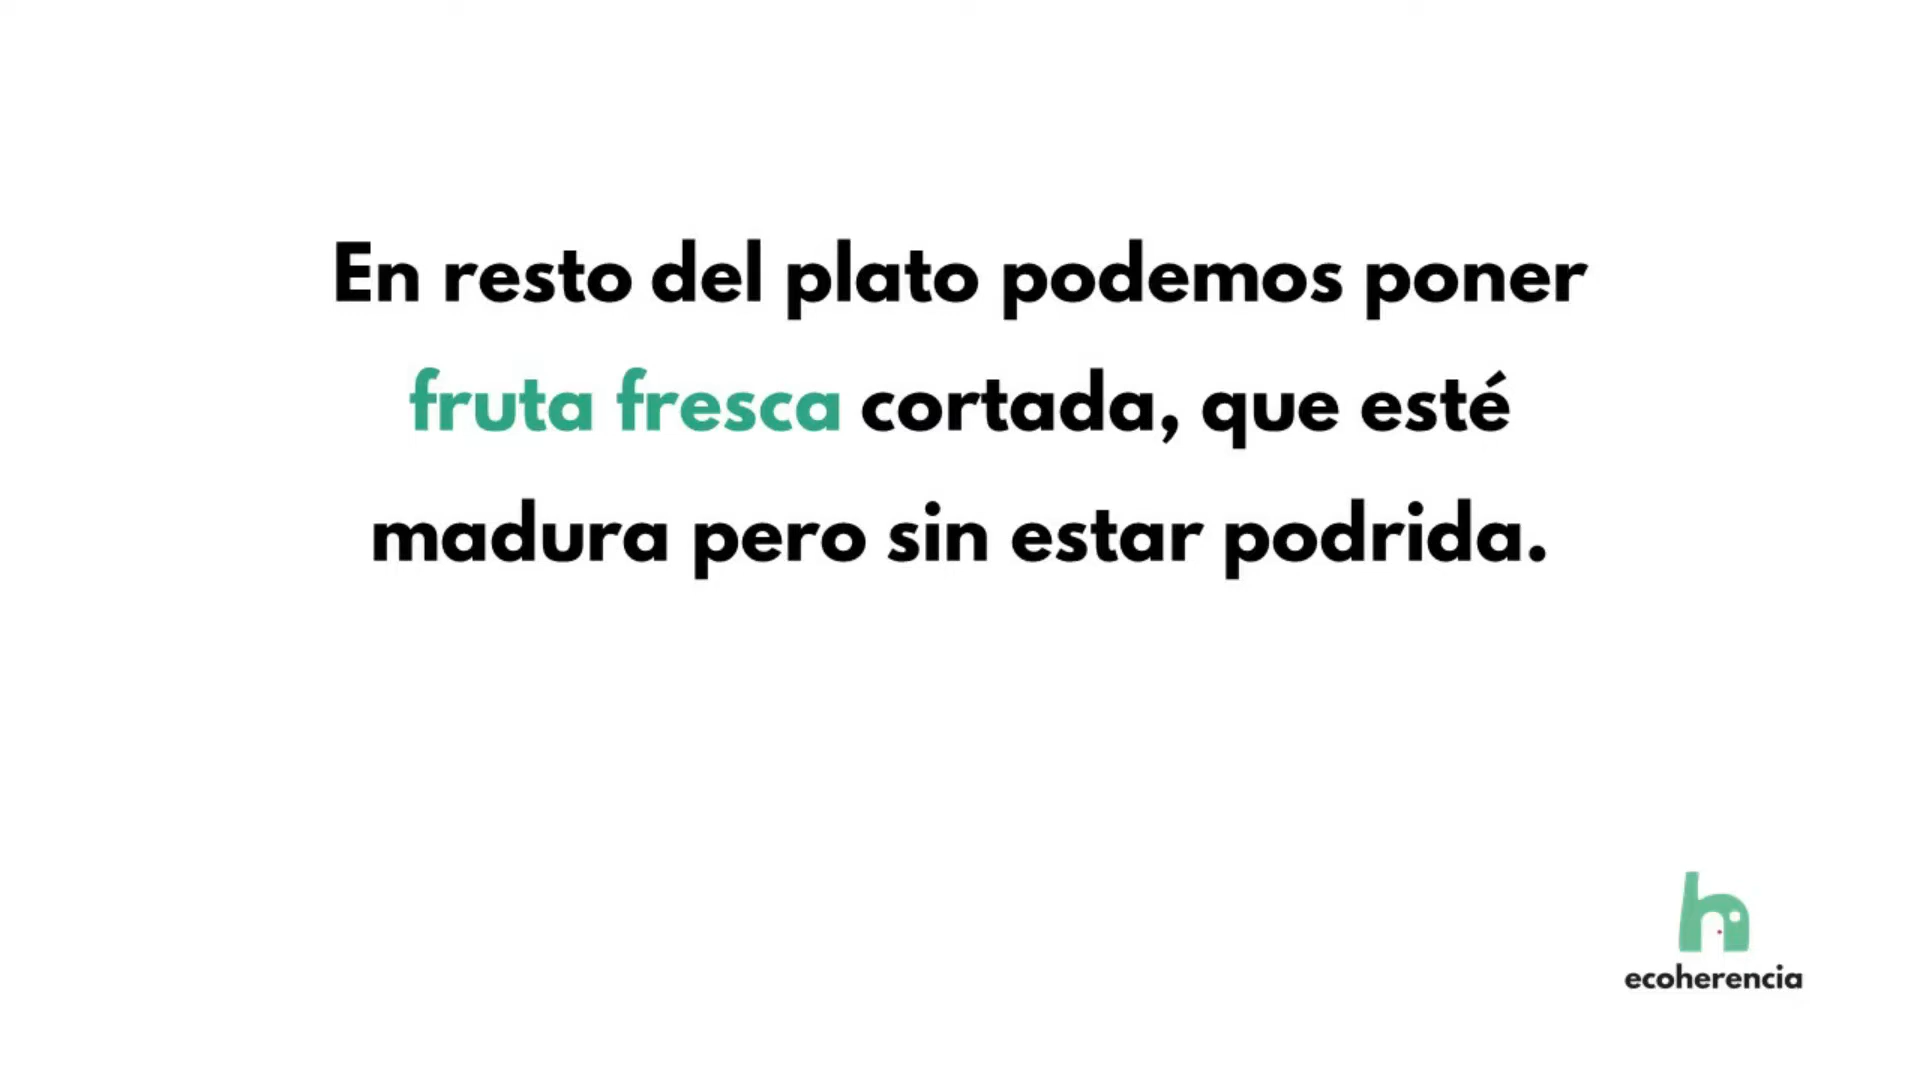 En resto del plato podemos poner
fruta fresca cortada, que esté
madura pero sin estar podrida.
ecoherencia